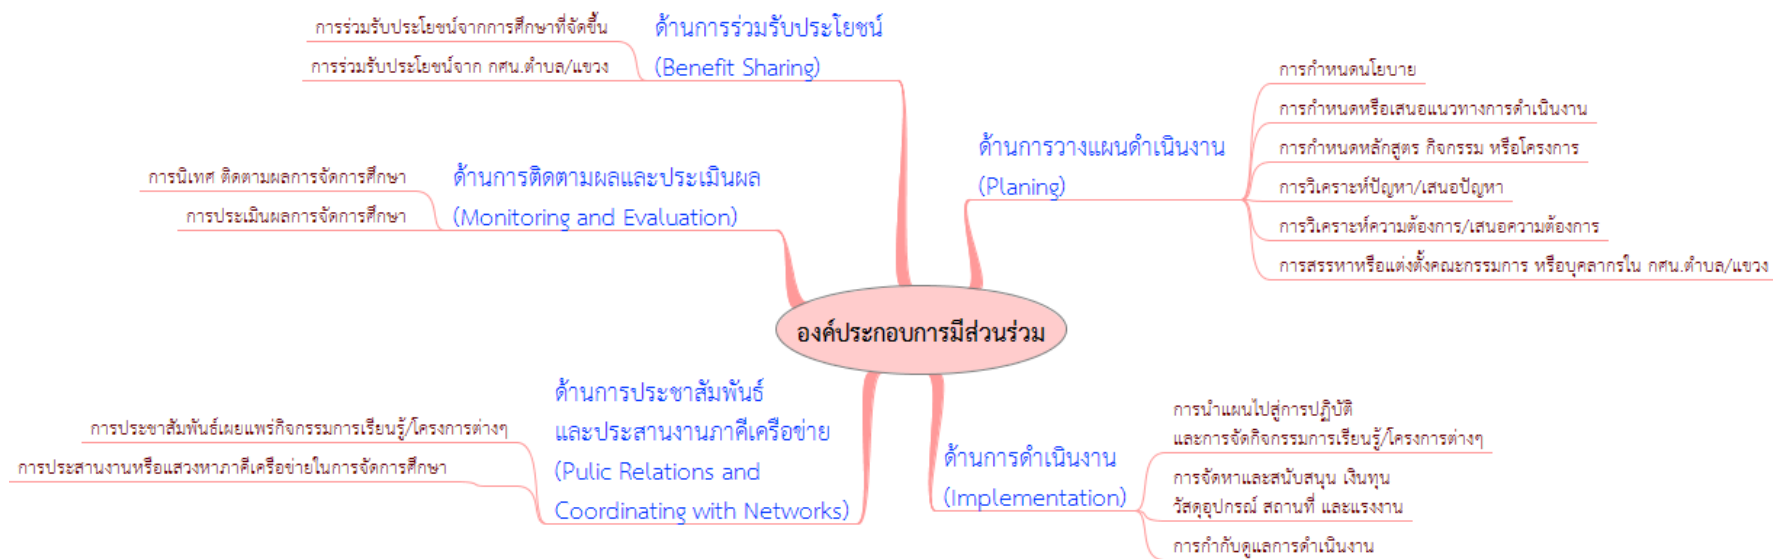 การร่วมรับประโยชน์จากการศึกษาที่จัดขึ้น
การร่วมรับประโยชน์จาก กศน.ตำบล/แขวง
ด้านการร่วมรับประโยชน์
(Benefit Sharing)
การนิเทศ ติดตามผลการจัดการศึกษา
การประเมินผลการจัดการศึกษา
ด้านการติดตามผลและประเมินผล
(Monitoring and Evaluation)
ด้านการวางแผนดำเนินงาน
(Planing)
การกำหนดนโยบาย
การกำหนดหรือเสนอแนวทางการดำเนินงาน
การกำหนดหลักสูตร กิจกรรม หรือโครงการ
การวิเคราะห์ปัญหา/เสนอปัญหา
การวิเคราะห์ความต้องการ/เสนอความต้องการ
การสรรหาหรือแต่งตั้งคณะกรรมการ หรือบุคลากรใน กศน.ตำบล/แขวง
องค์ประกอบการมีส่วนร่วม
การประชาสัมพันธ์เผยแพร่กิจกรรมการเรียนรู้/โครงการต่างๆ
การประสานงานหรือแสวงหาภาคีเครือข่ายในการจัดการศึกษา
ด้านการประชาสัมพันธ์
และประสานงานภาคีเครือข่าย
(Pulic Relations and
Coordinating with Networks)
ด้านการดำเนินงาน
(Implementation)
การนำแผนไปสู่การปฏิบัติ
และการจัดกิจกรรมการเรียนรู้/โครงการต่างๆ
การจัดหาและสนับสนุน เงินทุน
วัสดุอุปกรณ์ สถานที่ และแรงงาน
การกำกับดูแลการดำเนินงาน